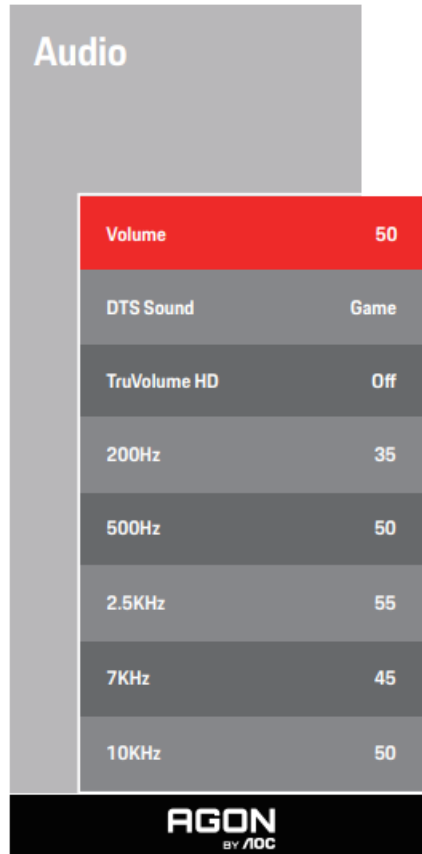 Audio
Volume 50
DTS Sound Game
TruVolume HD Off
200Hz 35
500Hz 50
2.5KHz 55
7KHz 45
10KHz 50
AGON
BY AOC